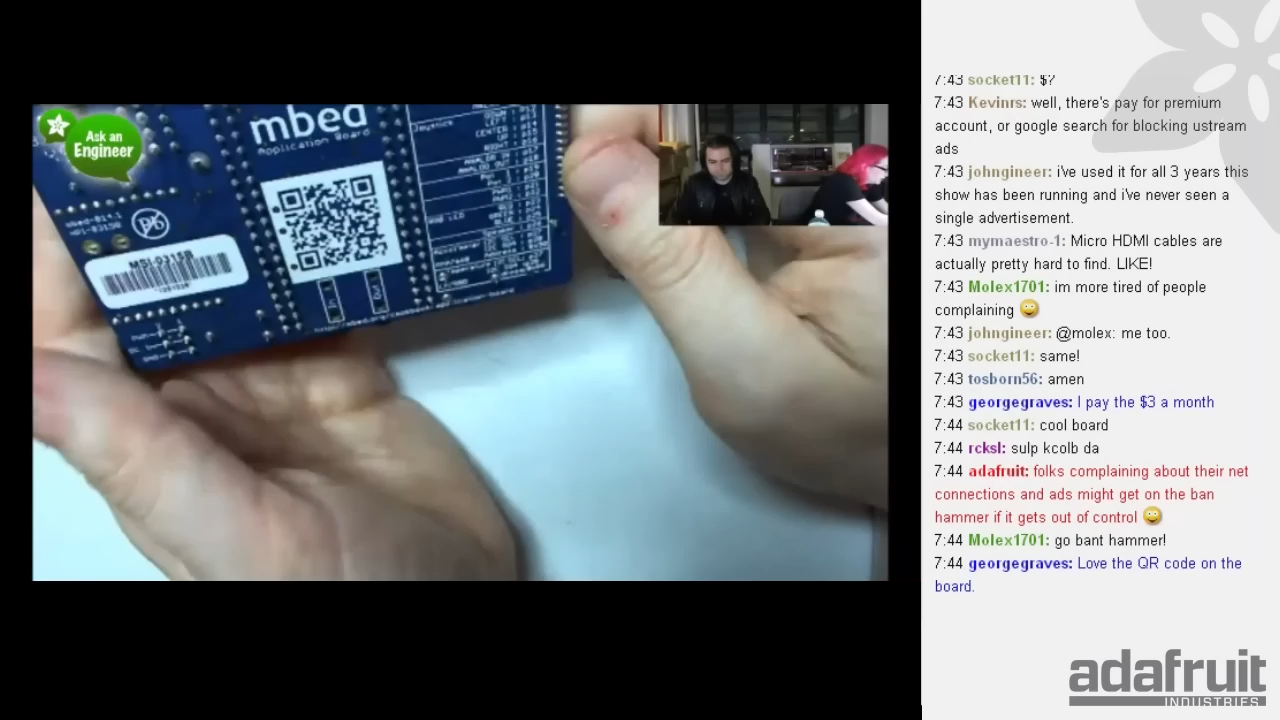 Ask an
Engineer
mbed
Application Board
Joystick
CENTER
7:43 socket11: $?
7:43 Kevinrs: well, there's pay for premium
account, or google search for blocking ustream
ads
7:43 johngineer: i've used it for all 3 years this
show has been running and i've never seen a
single advertisement.
7:43 mymaestro-1: Micro HDMI cables are
actually pretty hard to find. LIKE!
7:43 Molex1701: im more tired of people
complaining
7:43 johngineer: @molex: me too.
7:43 socket11: same!
7:43 tosborn56: amen
7:43 georgegraves: I pay the $3 a month
7:44 socket11: cool board
7:44 rcksl: sulp kcolb da
7:44 adafruit: folks complaining about their net
connections and ads might get on the ban
hammer if it gets out of control
7:44 Molex1701: go bant hammer!
7:44 georgegraves: Love the QR code on the
board.
adafruit
INDUSTRIES